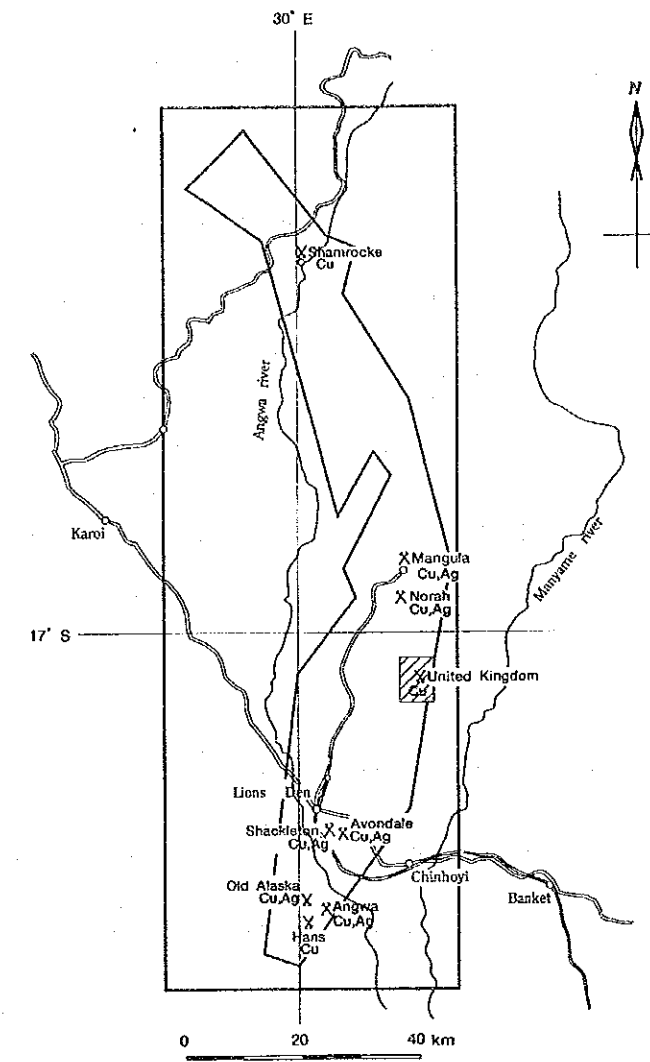 30° E
N
Shamrocke
Cu
Angwa river
Karoi
Manyame river
Mangula
Cu,Ag
Norah
Cu,Ag
17° S
United Kingdom
Cu
Lions Den
Shackleton
Cu,Ag
Avondale
Cu,Ag
Chinhoyi
Old Alaska
Cu,Ag
Angwa
Cu,Ag
Banket
Hans
Cu
0 20 40 km